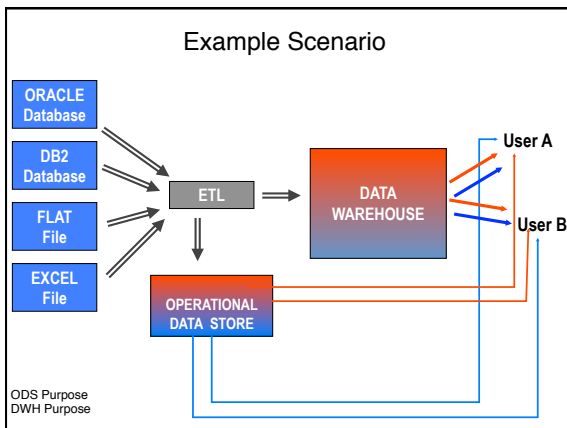 Example Scenario
ORACLE
Database
DB2
Database
FLAT
File
EXCEL
File
ETL
DATA
WAREHOUSE
User A
User B
OPERATIONAL
DATA STORE
ODS Purpose
DWH Purpose